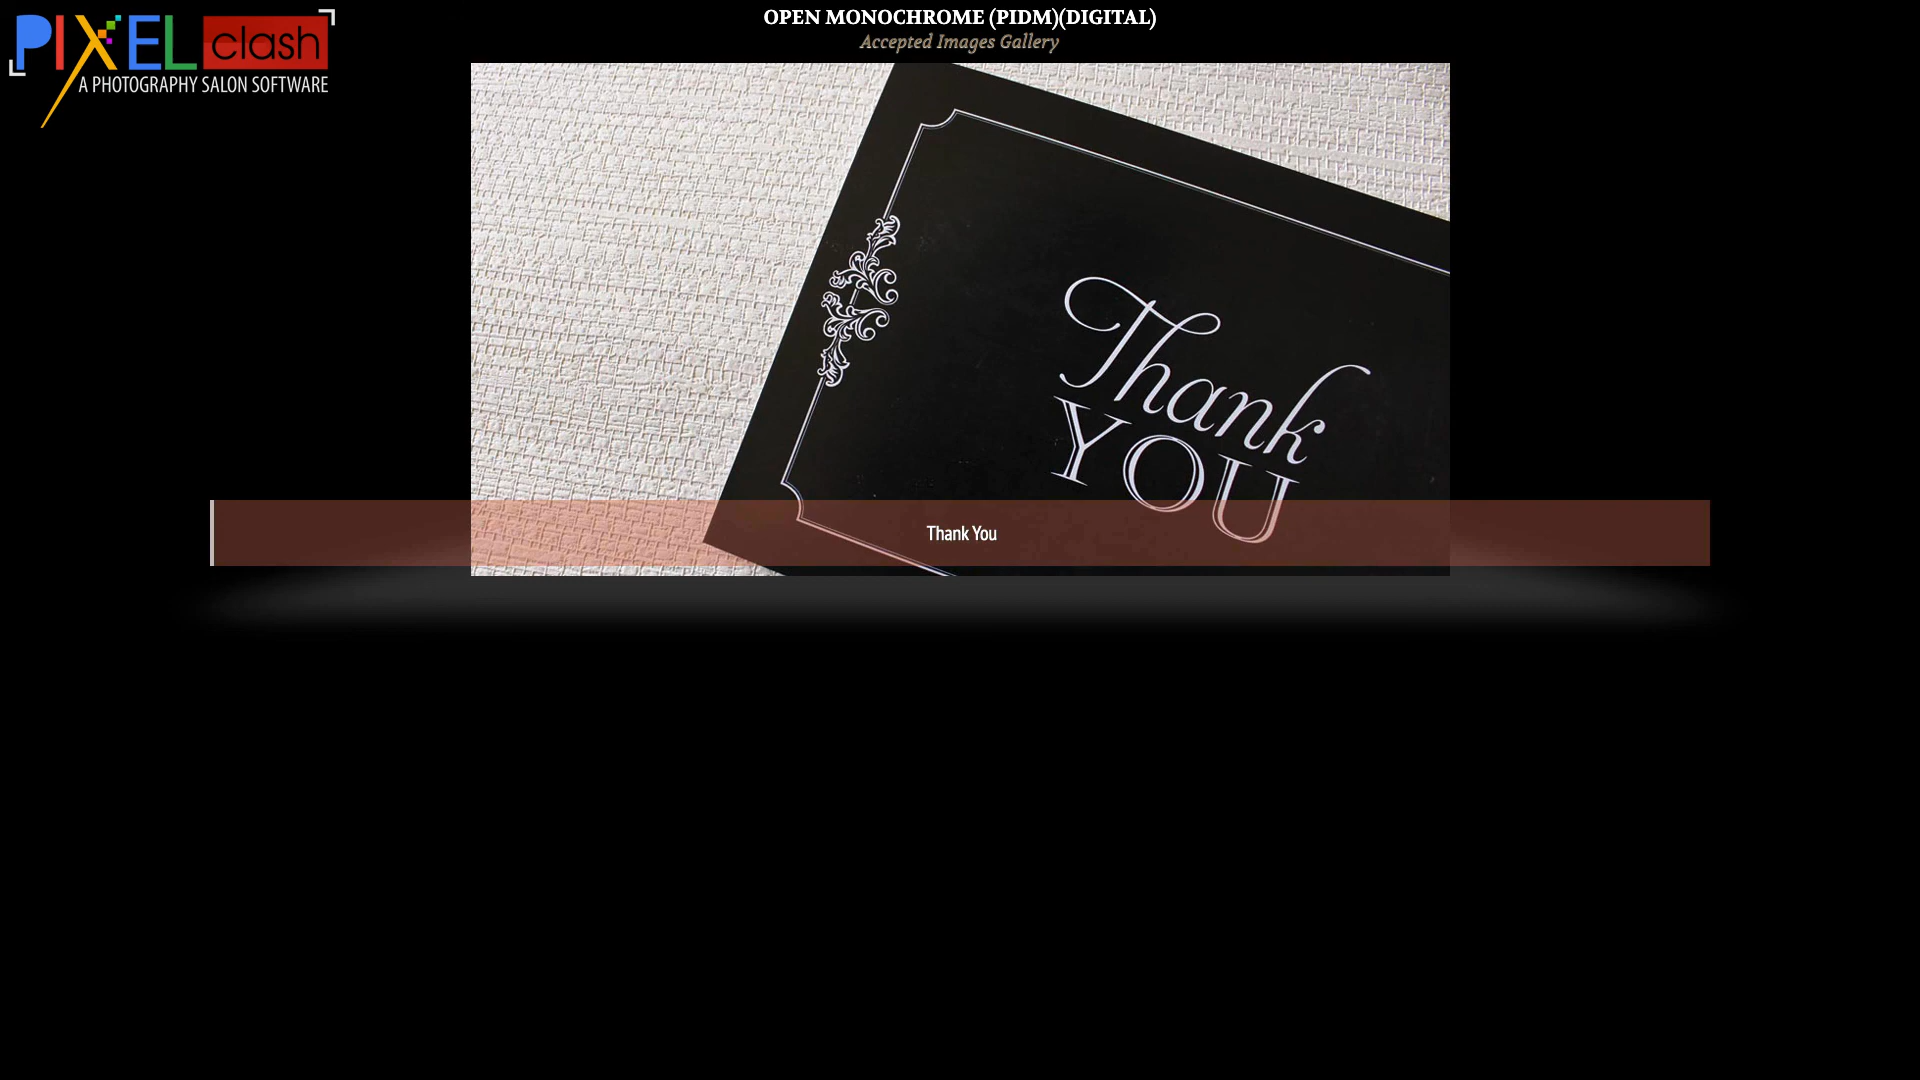 PIXEL clash
A PHOTOGRAPHY SALON SOFTWARE
OPEN MONOCHROME (PIDM)(DIGITAL)
Accepted Images Gallery
Thank
YOU
Thank You